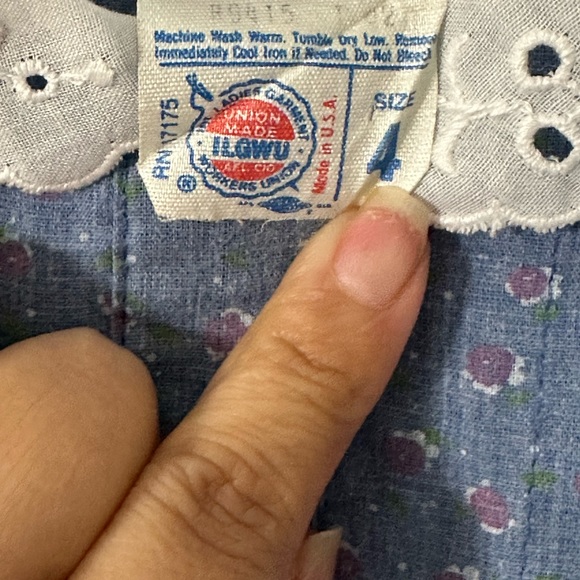 Machine Wash Warm. Tumble Dry Low. Remove
Immediately Cool Iron if Needed. Do Not Bleach
RN 17175
LADIES GARMENT
UNION
MADE
ILGWU
AFL-CIO
WORKERS UNION
®
Made in U.S.A.
SIZE
4